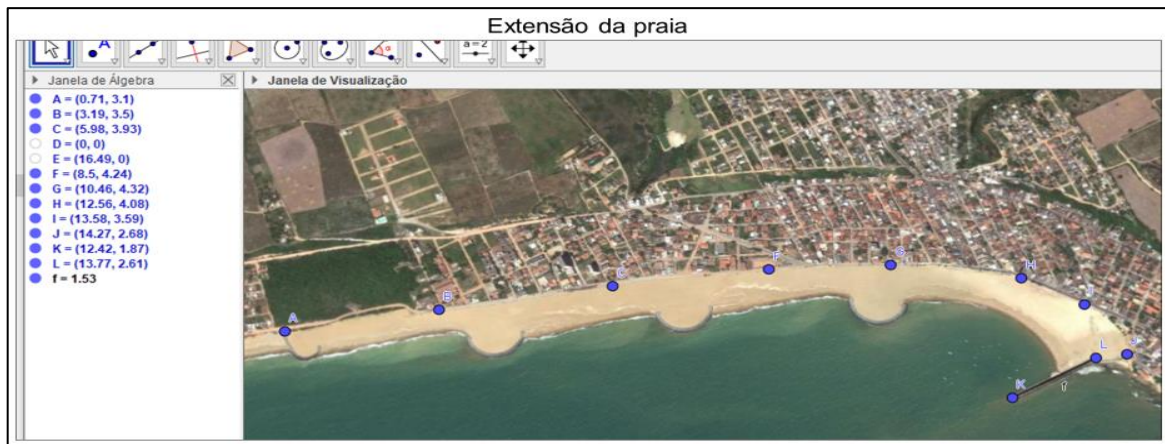 Extensão da praia
A
a=2
Janela de Álgebra
Janela de Visualização
A = (0.71, 3.1)
B = (3.19, 3.5)
C = (5.98, 3.93)
D = (0, 0)
E = (16.49, 0)
F = (8.5, 4.24)
G = (10.46, 4.32)
H = (12.56, 4.08)
I = (13.58, 3.59)
J = (14.27, 2.68)
K = (12.42, 1.87)
L = (13.77, 2.61)
f = 1.53
G
F
H
C
I
B
A
L
J
f
K